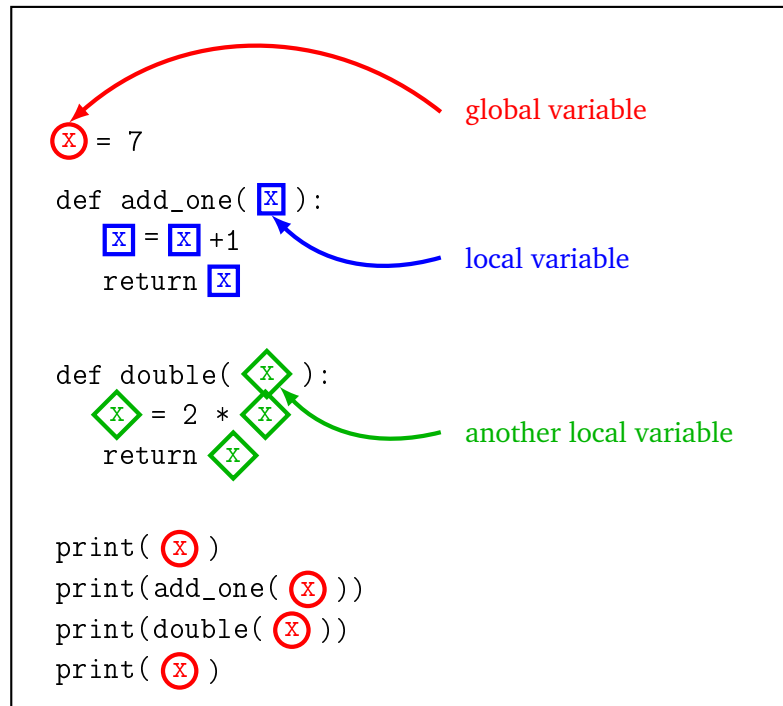 global variable
x = 7
def add_one( x ):
x = x +1
local variable
return x
def double( x ):
x = 2 * x
another local variable
return x
print( x )
print(add_one( x ))
print(double( x ))
print( x )